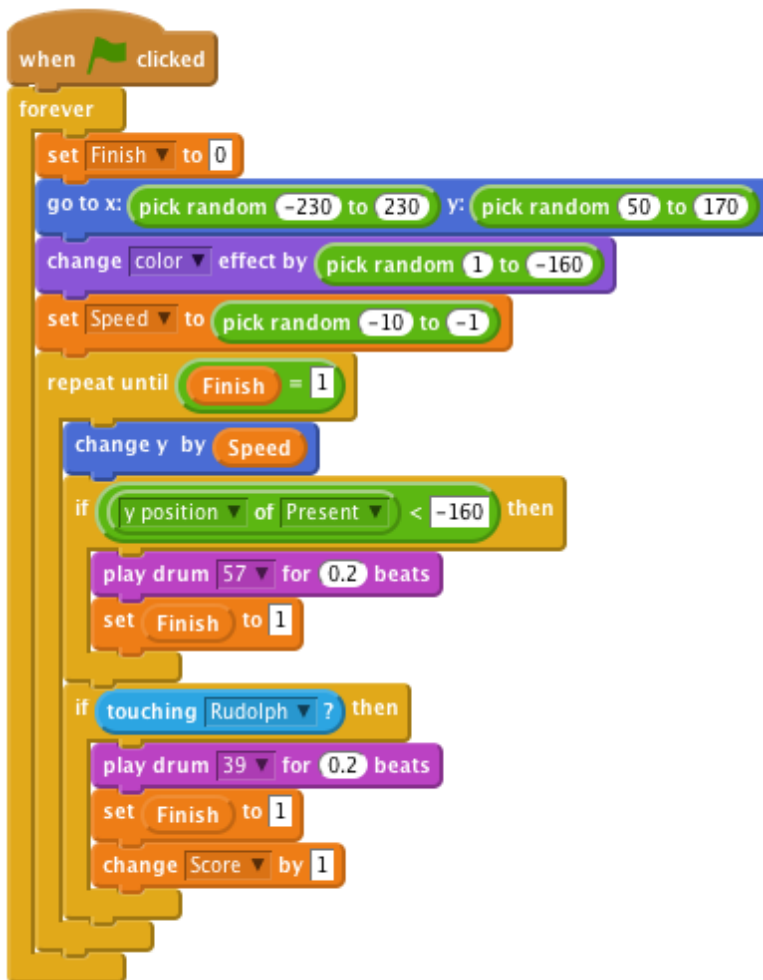 when clicked
forever
set Finish to 0
go to x: pick random -230 to 230 y: pick random 50 to 170
change color effect by pick random 1 to -160
set Speed to pick random -10 to -1
repeat until Finish = 1
change y by Speed
if y position of Present < -160 then
play drum 57 for 0.2 beats
set Finish to 1
if touching Rudolph ? then
play drum 39 for 0.2 beats
set Finish to 1
change Score by 1